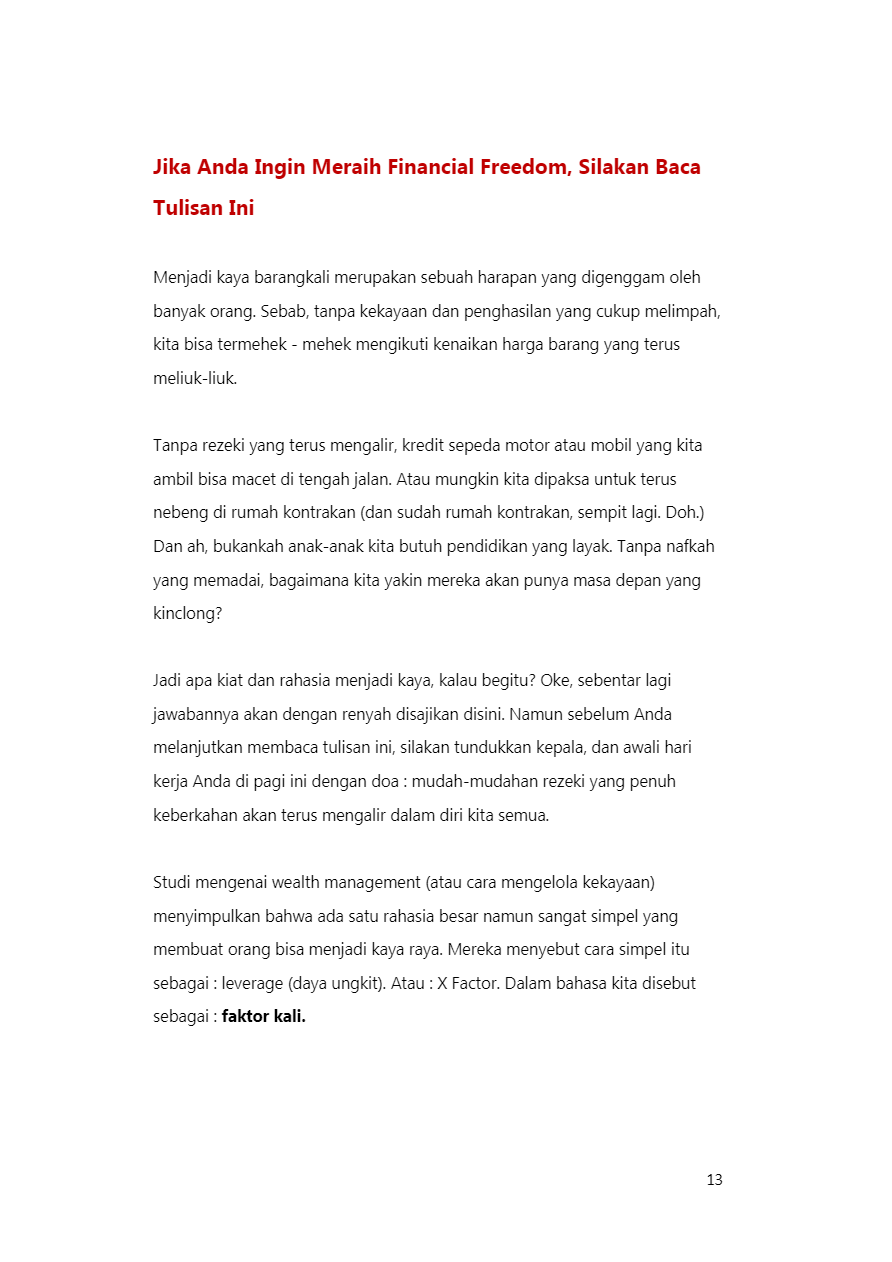 Jika Anda Ingin Meraih Financial Freedom, Silakan Baca
Tulisan Ini
Menjadi kaya barangkali merupakan sebuah harapan yang digenggam oleh
banyak orang. Sebab, tanpa kekayaan dan penghasilan yang cukup melimpah,
kita bisa termehek - mehek mengikuti kenaikan harga barang yang terus
meliuk-liuk.
Tanpa rezeki yang terus mengalir, kredit sepeda motor atau mobil yang kita
ambil bisa macet di tengah jalan. Atau mungkin kita dipaksa untuk terus
nebeng di rumah kontrakan (dan sudah rumah kontrakan, sempit lagi. Doh.)
Dan ah, bukankah anak-anak kita butuh pendidikan yang layak. Tanpa nafkah
yang memadai, bagaimana kita yakin mereka akan punya masa depan yang
kinclong?
Jadi apa kiat dan rahasia menjadi kaya, kalau begitu? Oke, sebentar lagi
jawabannya akan dengan renyah disajikan disini. Namun sebelum Anda
melanjutkan membaca tulisan ini, silakan tundukkan kepala, dan awali hari
kerja Anda di pagi ini dengan doa : mudah-mudahan rezeki yang penuh
keberkahan akan terus mengalir dalam diri kita semua.
Studi mengenai wealth management (atau cara mengelola kekayaan)
menyimpulkan bahwa ada satu rahasia besar namun sangat simpel yang
membuat orang bisa menjadi kaya raya. Mereka menyebut cara simpel itu
sebagai : leverage (daya ungkit). Atau : X Factor. Dalam bahasa kita disebut
sebagai : faktor kali.
13